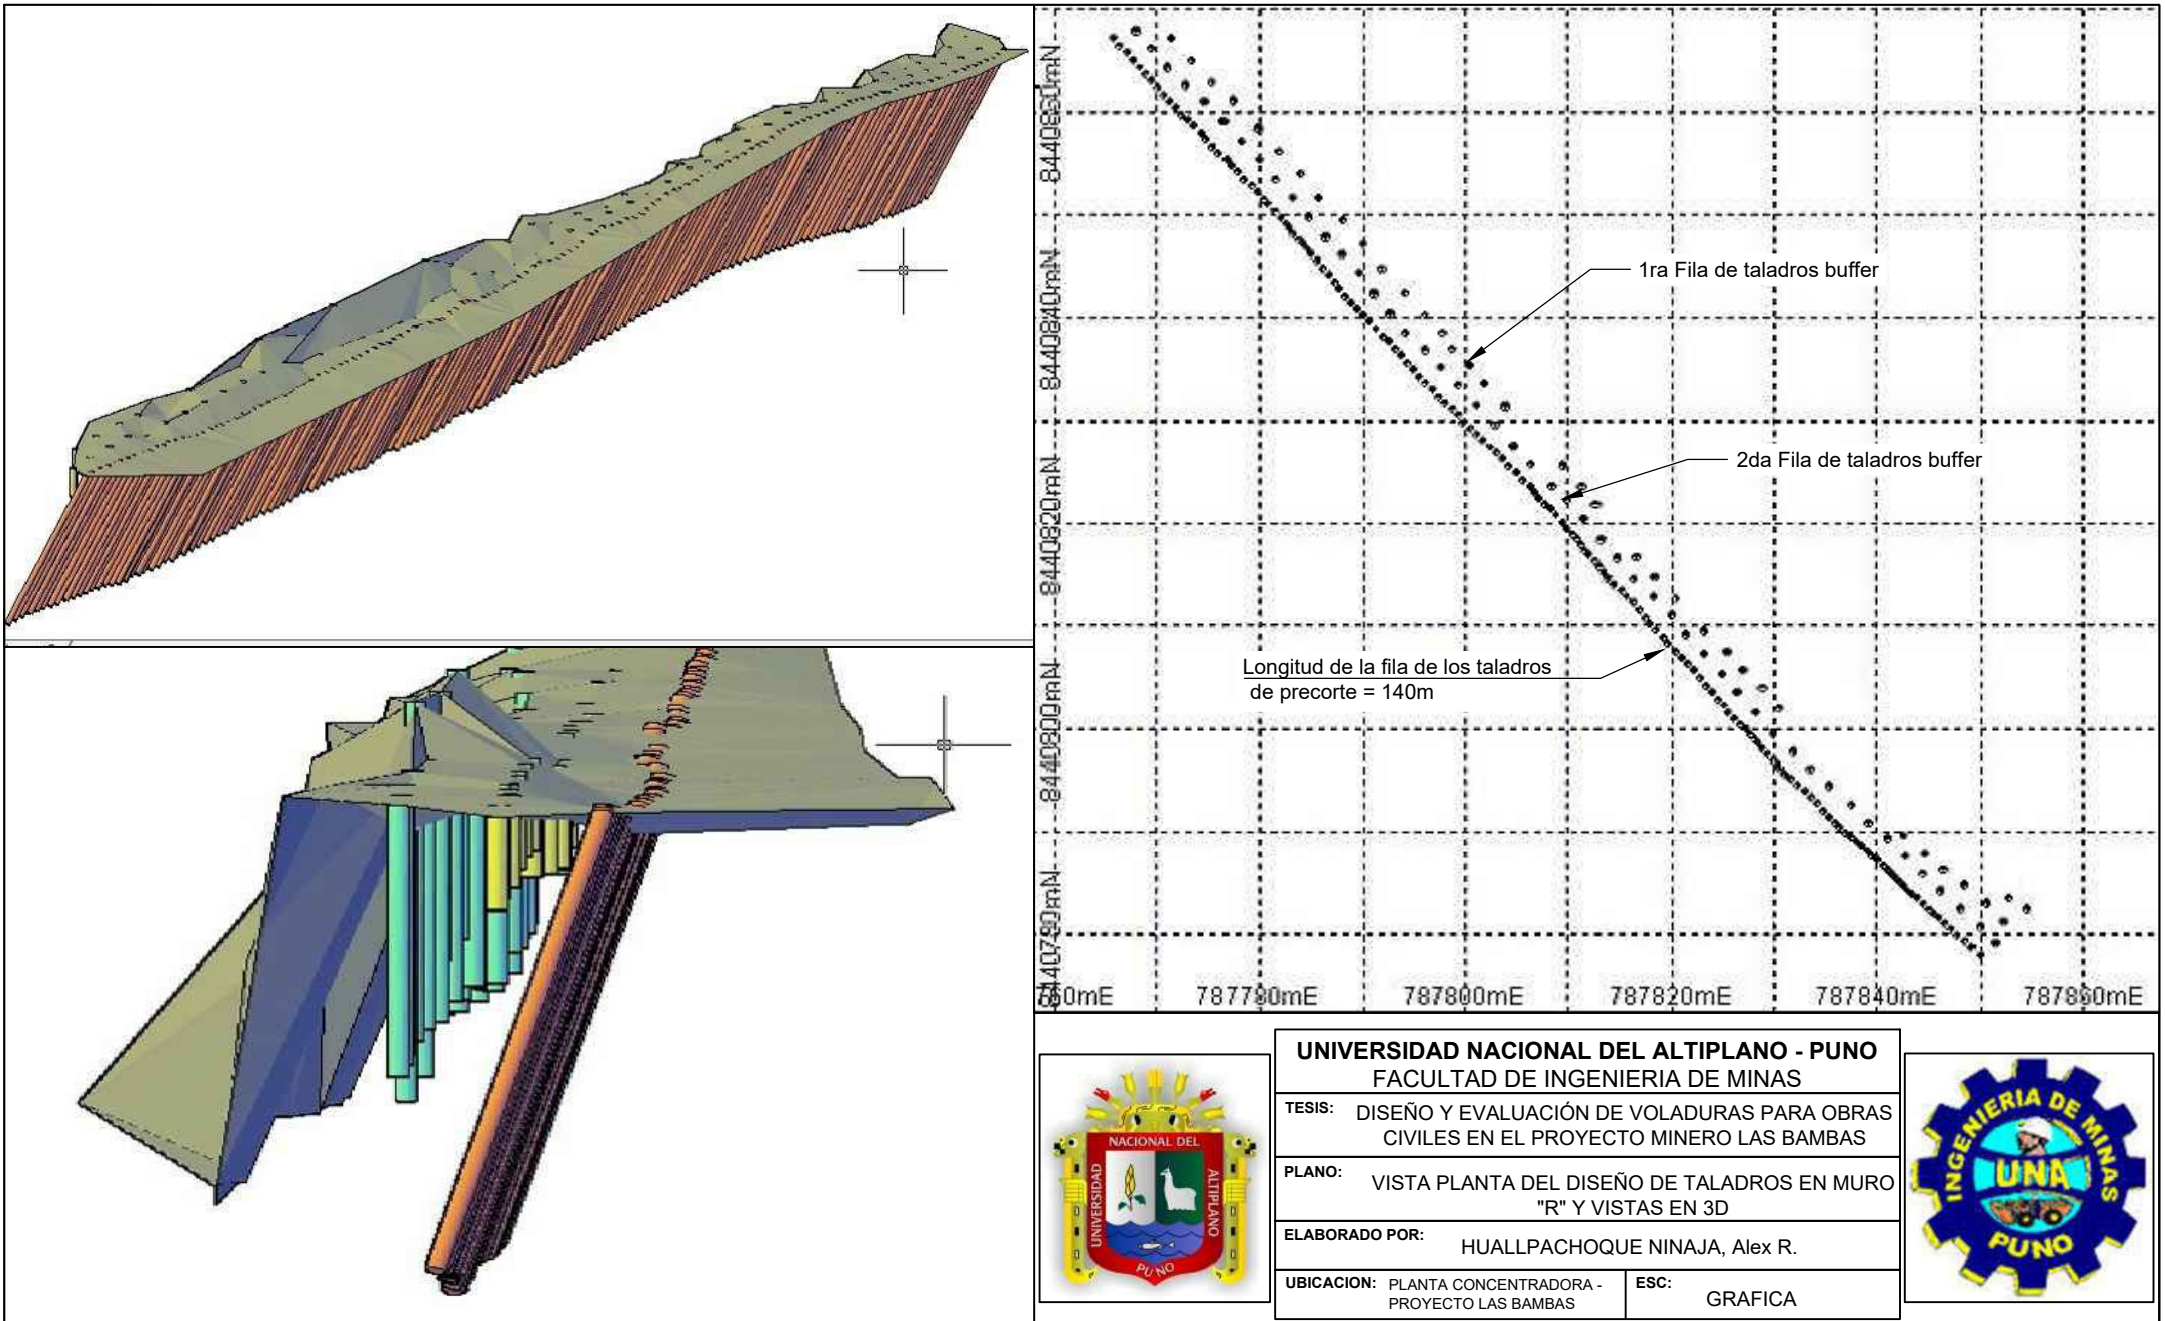 8440860mN
8440840mN
8440820mN
8440800mN
787780mE
787800mE
787820mE
787840mE
787860mE
1ra Fila de taladros buffer
2da Fila de taladros buffer
Longitud de la fila de los taladros
de precorte = 140m
UNIVERSIDAD NACIONAL DEL ALTIPLANO - PUNO
FACULTAD DE INGENIERIA DE MINAS
TESIS: DISEÑO Y EVALUACIÓN DE VOLADURAS PARA OBRAS
CIVILES EN EL PROYECTO MINERO LAS BAMBAS
PLANO: VISTA PLANTA DEL DISEÑO DE TALADROS EN MURO
"R" Y VISTAS EN 3D
ELABORADO POR: HUALLPACHOQUE NINAJA, Alex R.
UBICACION: PLANTA CONCENTRADORA -
PROYECTO LAS BAMBAS
ESC: GRAFICA
UNIVERSIDAD
NACIONAL DEL
ALTIPLANO
PUNO
INGENIERIA DE MINAS
UNA
PUNO